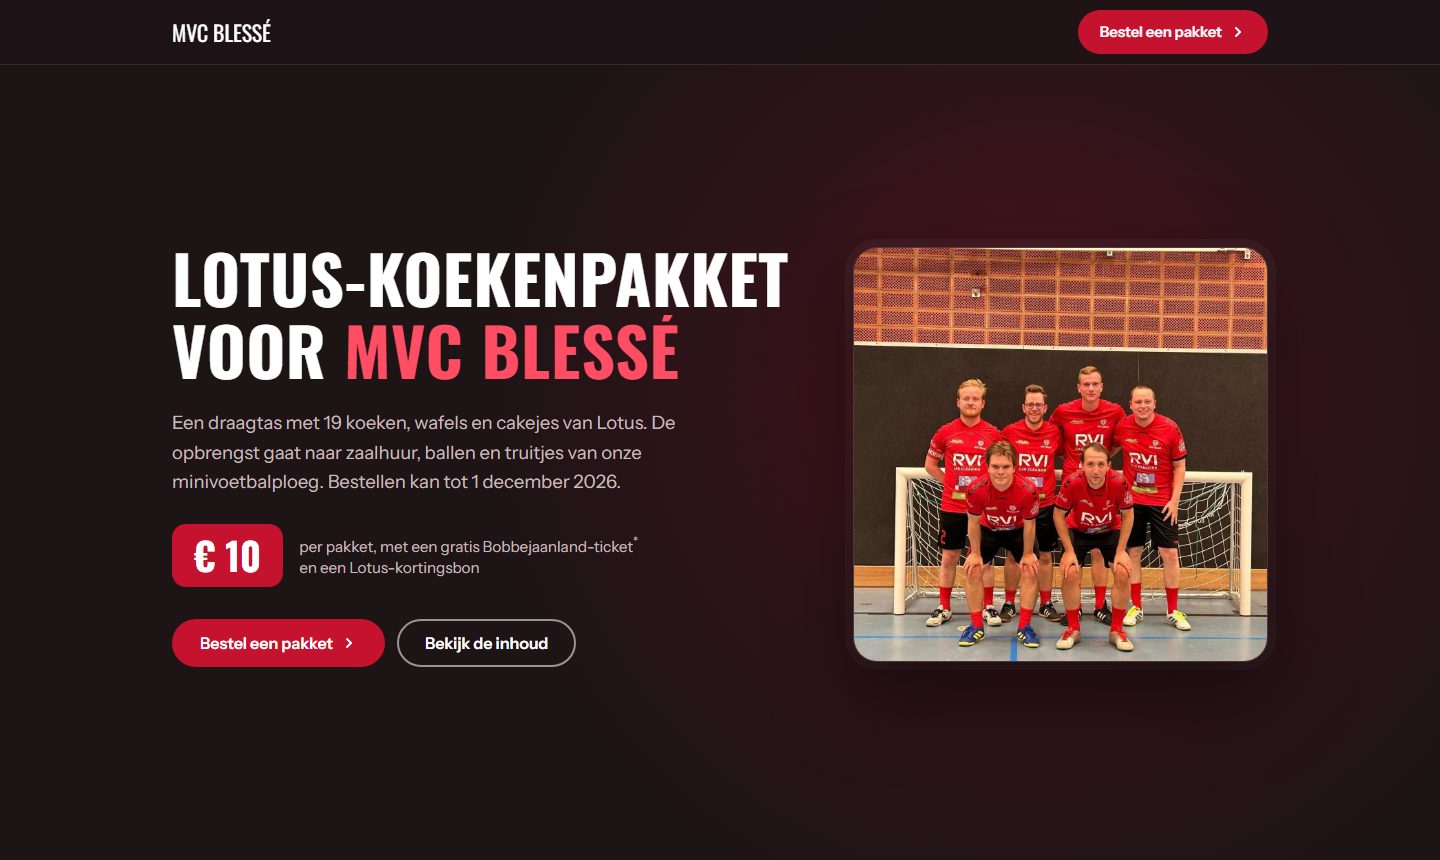 MVC BLESSÉ
Bestel een pakket
LOTUS-KOEKENPAKKET
VOOR MVC BLESSÉ
Een draagtas met 19 koeken, wafels en cakejes van Lotus. De
opbrengst gaat naar zaalhuur, ballen en truitjes van onze
minivoetbalploeg. Bestellen kan tot 1 december 2026.
€ 10
per pakket, met een gratis Bobbejaanland-ticket*
en een Lotus-kortingsbon
Bestel een pakket
Bekijk de inhoud
RVI
RVI
RVI
RVI
RVI